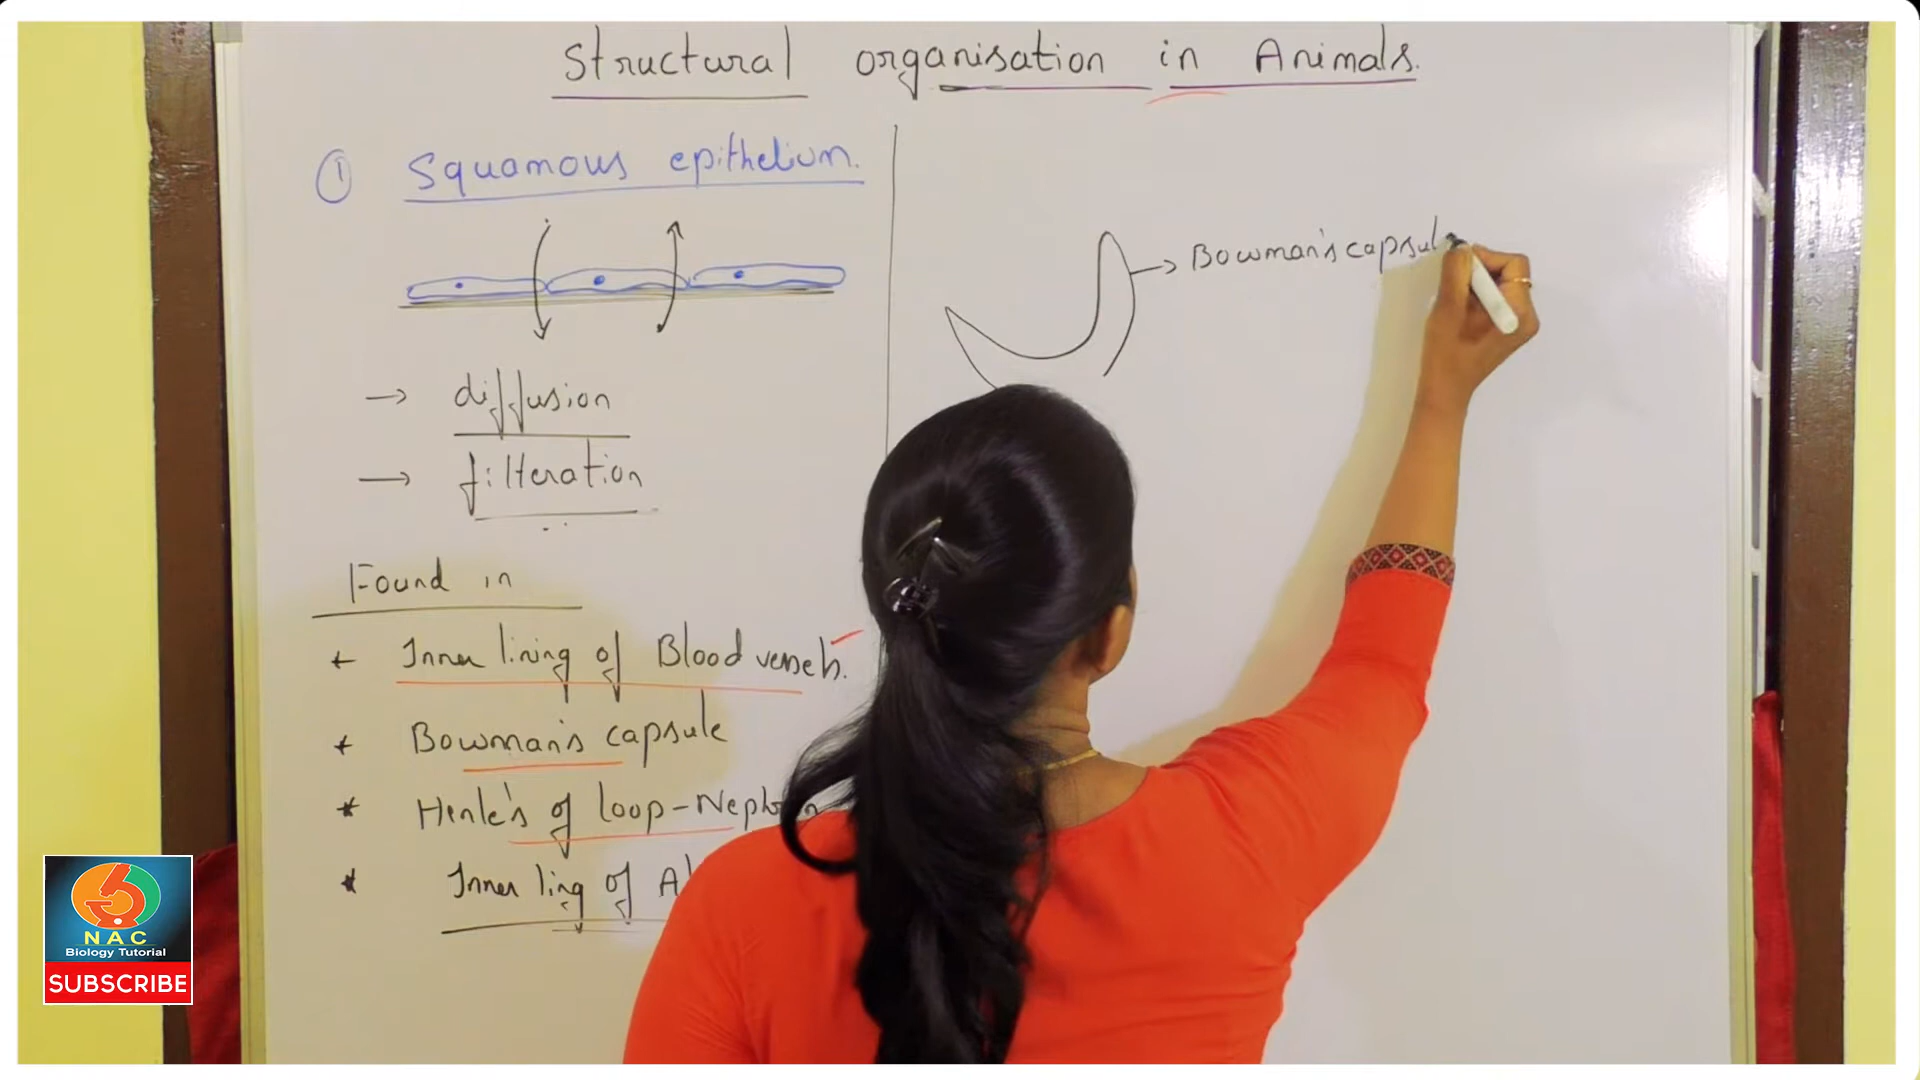 Structural organisation in Animals.
① Squamous epithelium.
→ diffusion
→ filteration
Found in
* Inner lining of Blood vessels.
* Bowman's capsule
* Henle's of loop-Nephron
* Inner ling of Al
→ Bowman's capsul
NAC
Biology Tutorial
SUBSCRIBE